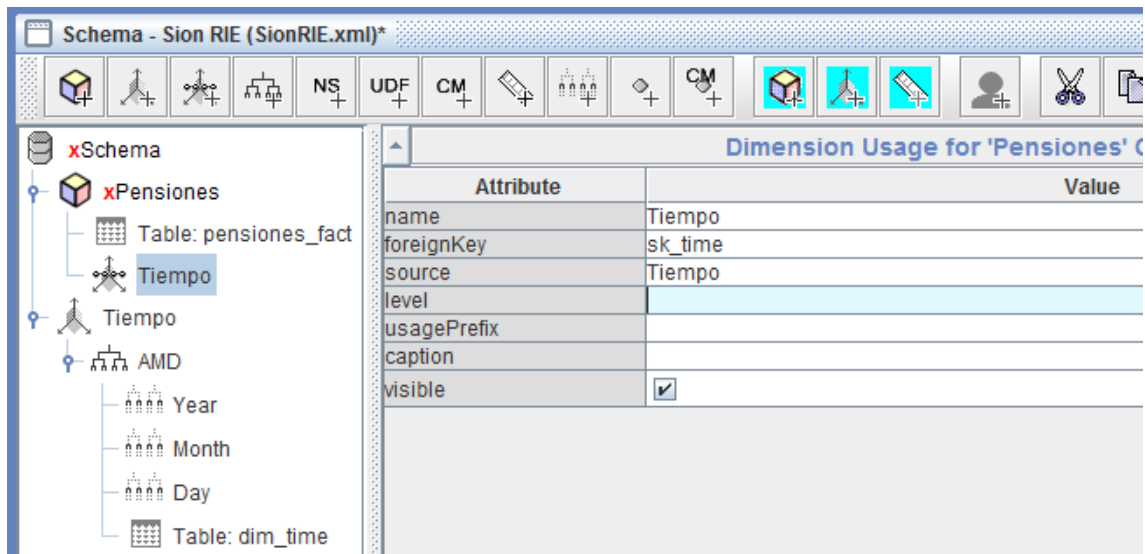 Schema - Sion RIE (SionRIE.xml)*
NS UDF CM CM
xSchema
xPensiones
Table: pensiones_fact
Tiempo
Tiempo
AMD
Year
Month
Day
Table: dim_time
Dimension Usage for 'Pensiones' C
Attribute Value
name Tiempo
foreignKey sk_time
source Tiempo
level
usagePrefix
caption
visible